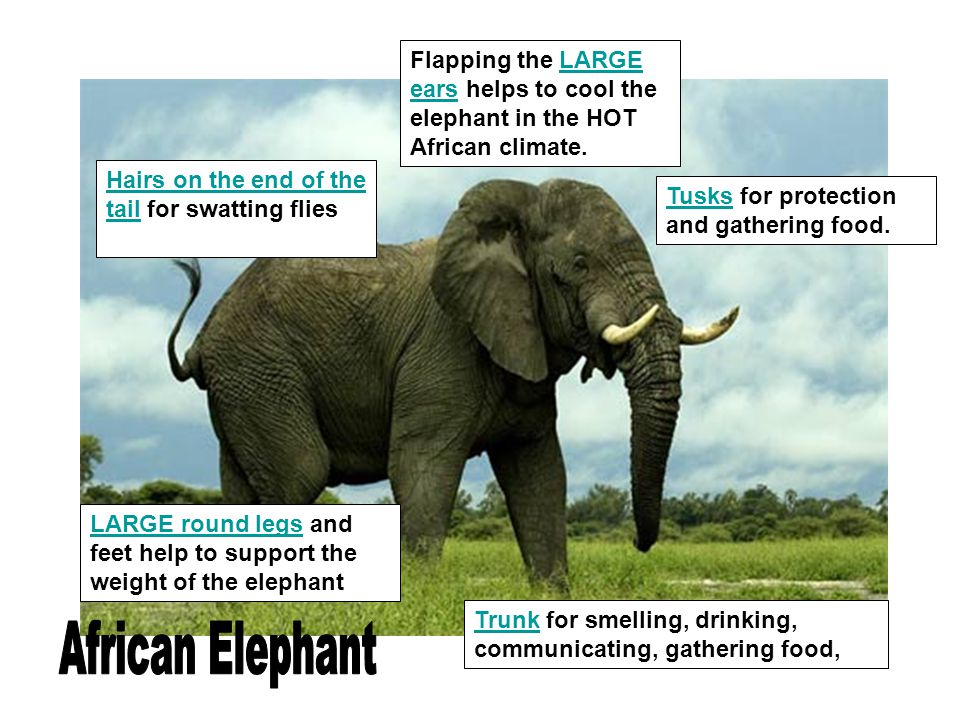 Flapping the LARGE
ears helps to cool the
elephant in the HOT
African climate.
Hairs on the end of the
tail for swatting flies
Tusks for protection
and gathering food.
LARGE round legs and
feet help to support the
weight of the elephant
Trunk for smelling, drinking,
communicating, gathering food,
African Elephant